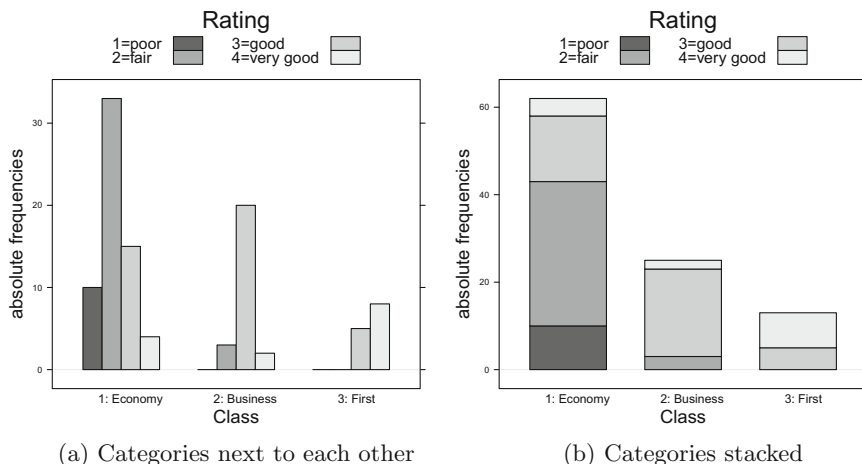 Rating
1=poor 3=good
2=fair 4=very good
absolute frequencies
30
20
10
0
1: Economy 2: Business 3: First
Class
(a) Categories next to each other
Rating
1=poor 3=good
2=fair 4=very good
absolute frequencies
60
40
20
0
1: Economy 2: Business 3: First
Class
(b) Categories stacked